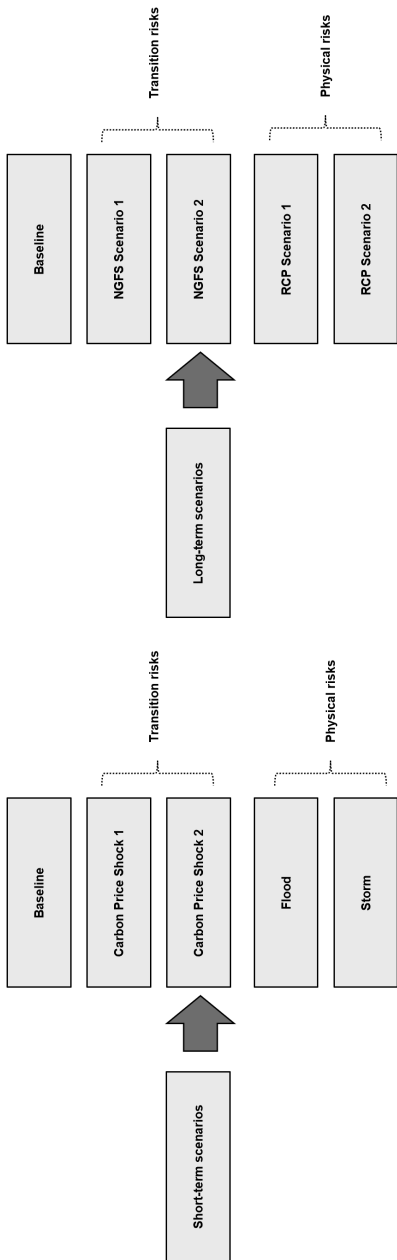 Short-term scenarios
Baseline
Carbon Price Shock 1
Carbon Price Shock 2
Flood
Storm
Transition risks
Physical risks
Long-term scenarios
Baseline
NGFS Scenario 1
NGFS Scenario 2
RCP Scenario 1
RCP Scenario 2
Transition risks
Physical risks